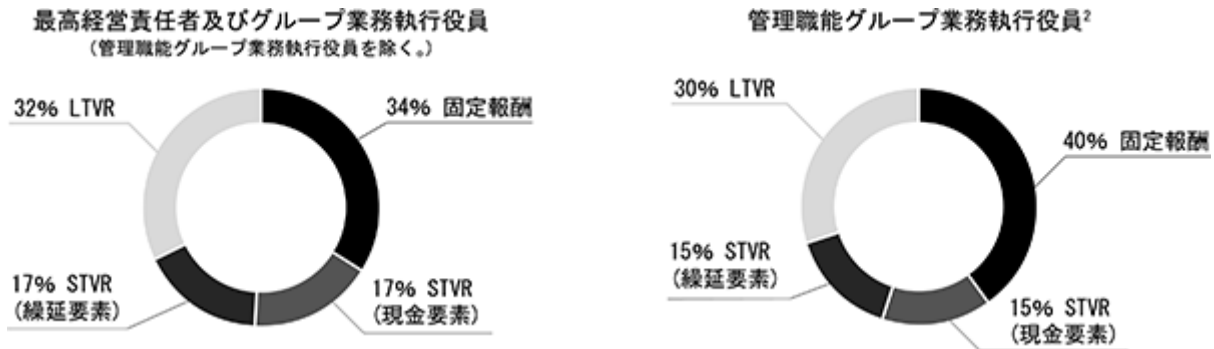 最高経営責任者及びグループ業務執行役員
(管理職能グループ業務執行役員を除く。)
32% LTVR
34% 固定報酬
17% STVR
(繰延要素)
17% STVR
(現金要素)
管理職能グループ業務執行役員²
30% LTVR
40% 固定報酬
15% STVR
(繰延要素)
15% STVR
(現金要素)